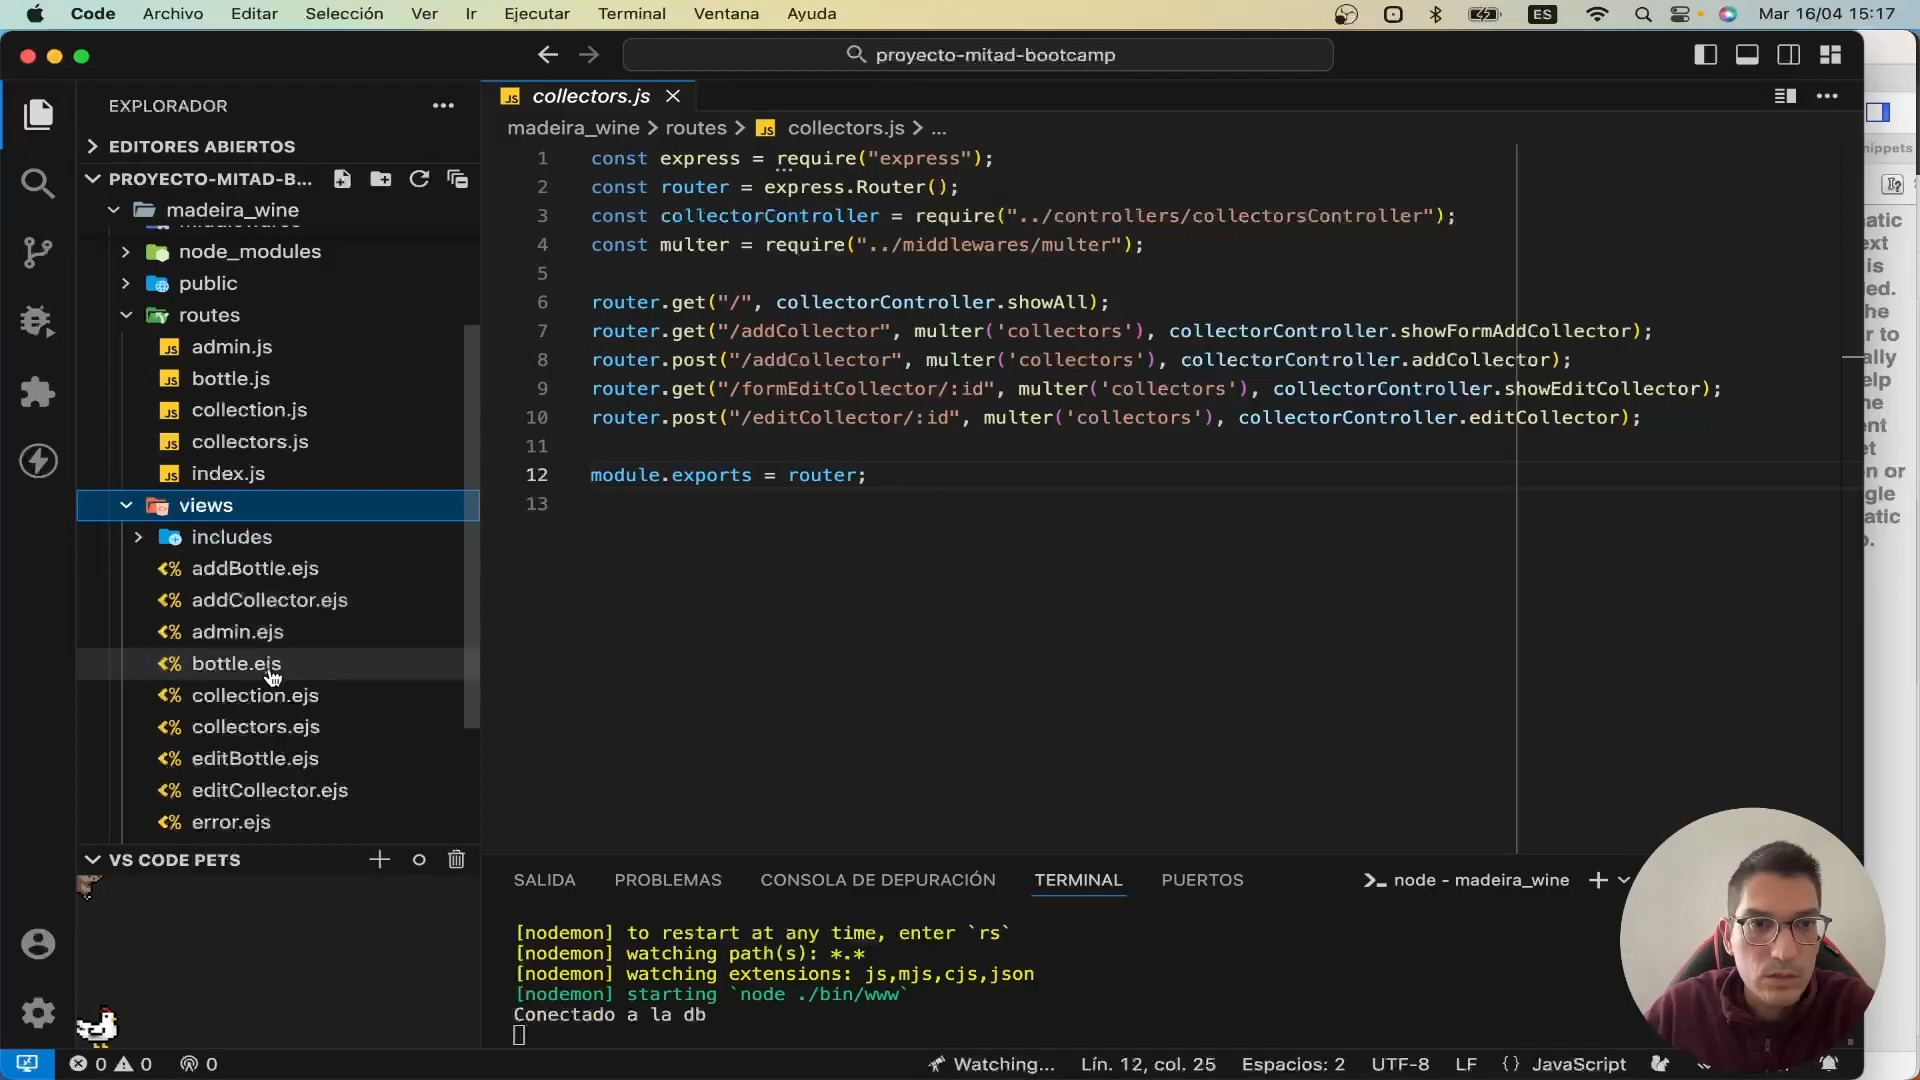 Code Archivo Editar Selección Ver Ir Ejecutar Terminal Ventana Ayuda ES Mar 16/04 15:17
proyecto-mitad-bootcamp
EXPLORADOR
EDITORES ABIERTOS
PROYECTO-MITAD-B...
madeira_wine
middlewares
node_modules
public
routes
admin.js
bottle.js
collection.js
collectors.js
index.js
views
includes
addBottle.ejs
addCollector.ejs
admin.ejs
bottle.ejs
collection.ejs
collectors.ejs
editBottle.ejs
editCollector.ejs
error.ejs
VS CODE PETS
JS collectors.js
madeira_wine > routes > JS collectors.js > ...
1 const express = require("express");
2 const router = express.Router();
3 const collectorController = require("../controllers/collectorsController");
4 const multer = require("../middlewares/multer");
5
6 router.get("/", collectorController.showAll);
7 router.get("/addCollector", multer('collectors'), collectorController.showFormAddCollector);
8 router.post("/addCollector", multer('collectors'), collectorController.addCollector);
9 router.get("/formEditCollector/:id", multer('collectors'), collectorController.showEditCollector);
10 router.post("/editCollector/:id", multer('collectors'), collectorController.editCollector);
11
12 module.exports = router;
13
SALIDA PROBLEMAS CONSOLA DE DEPURACIÓN TERMINAL PUERTOS node - madeira_wine
[nodemon] to restart at any time, enter `rs`
[nodemon] watching path(s): *.*
[nodemon] watching extensions: js,mjs,cjs,json
[nodemon] starting `node ./bin/www`
Conectado a la db
0 0 0 Watching... Lín. 12, col. 25 Espacios: 2 UTF-8 LF {} JavaScript